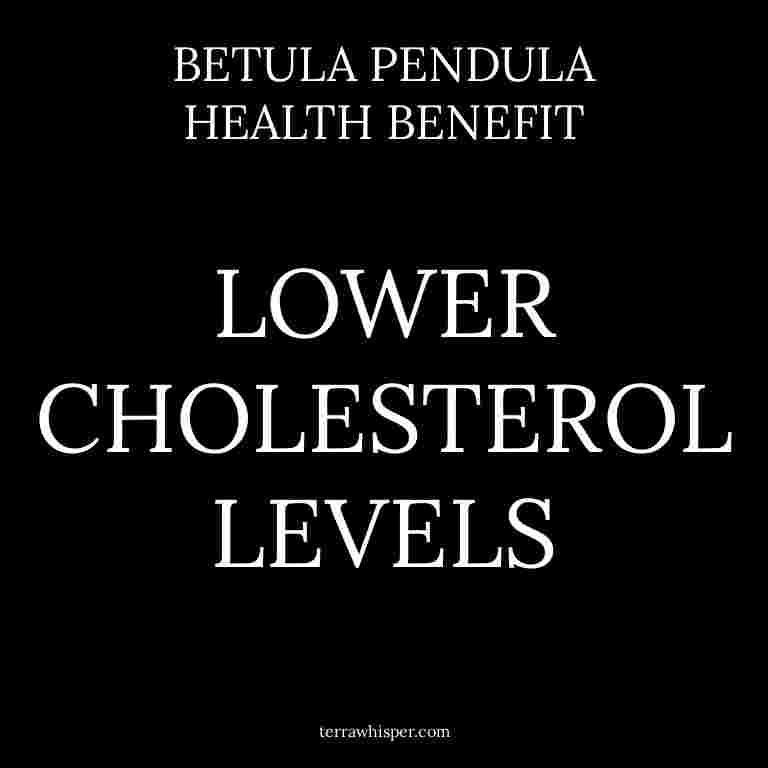 BETULA PENDULA
HEALTH BENEFIT
LOWER
CHOLESTEROL
LEVELS
terrawhisper.com